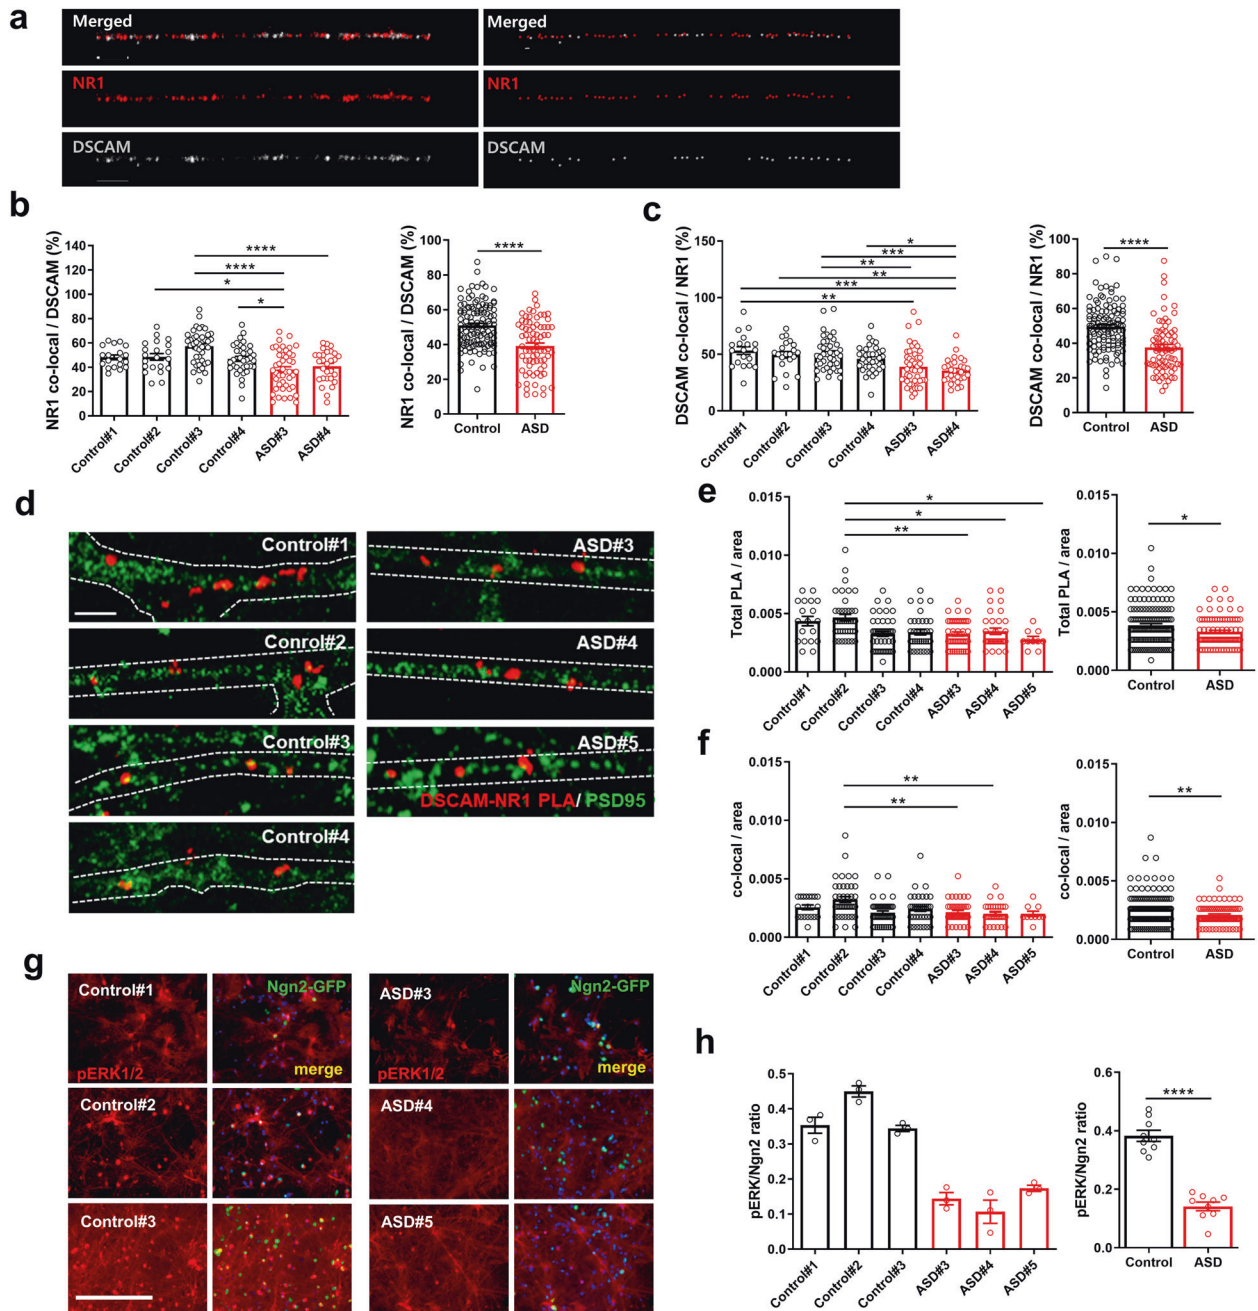 a
Merged
NR1
DSCAM
Merged
NR1
DSCAM
b
NR1 co-local / DSCAM (%)
140
120
100
80
60
40
20
0
****
****
*
*
Control#1
Control#2
Control#3
Control#4
ASD#3
ASD#4
NR1 co-local / DSCAM (%)
100
80
60
40
20
0
****
Control
ASD
c
DSCAM co-local / NR1 (%)
150
100
50
0
*
***
**
**
***
**
Control#1
Control#2
Control#3
Control#4
ASD#3
ASD#4
DSCAM co-local / NR1 (%)
100
80
60
40
20
0
****
Control
ASD
d
Control#1
ASD#3
Control#2
ASD#4
Control#3
ASD#5
DSCAM-NR1 PLA/ PSD95
Control#4
e
Total PLA / area
0.015
0.010
0.005
0.000
*
*
**
Control#1
Control#2
Control#3
Control#4
ASD#3
ASD#4
ASD#5
Total PLA / area
0.015
0.010
0.005
0.000
*
Control
ASD
f
co-local / area
0.015
0.010
0.005
0.000
**
**
Control#1
Control#2
Control#3
Control#4
ASD#3
ASD#4
ASD#5
co-local / area
0.015
0.010
0.005
0.000
**
Control
ASD
g
Control#1
Ngn2-GFP
pERK1/2
merge
ASD#3
Ngn2-GFP
pERK1/2
merge
Control#2
ASD#4
Control#3
ASD#5
h
pERK/Ngn2 ratio
0.5
0.4
0.3
0.2
0.1
0.0
Control#1
Control#2
Control#3
ASD#3
ASD#4
ASD#5
pERK/Ngn2 ratio
0.6
0.4
0.2
0.0
****
Control
ASD